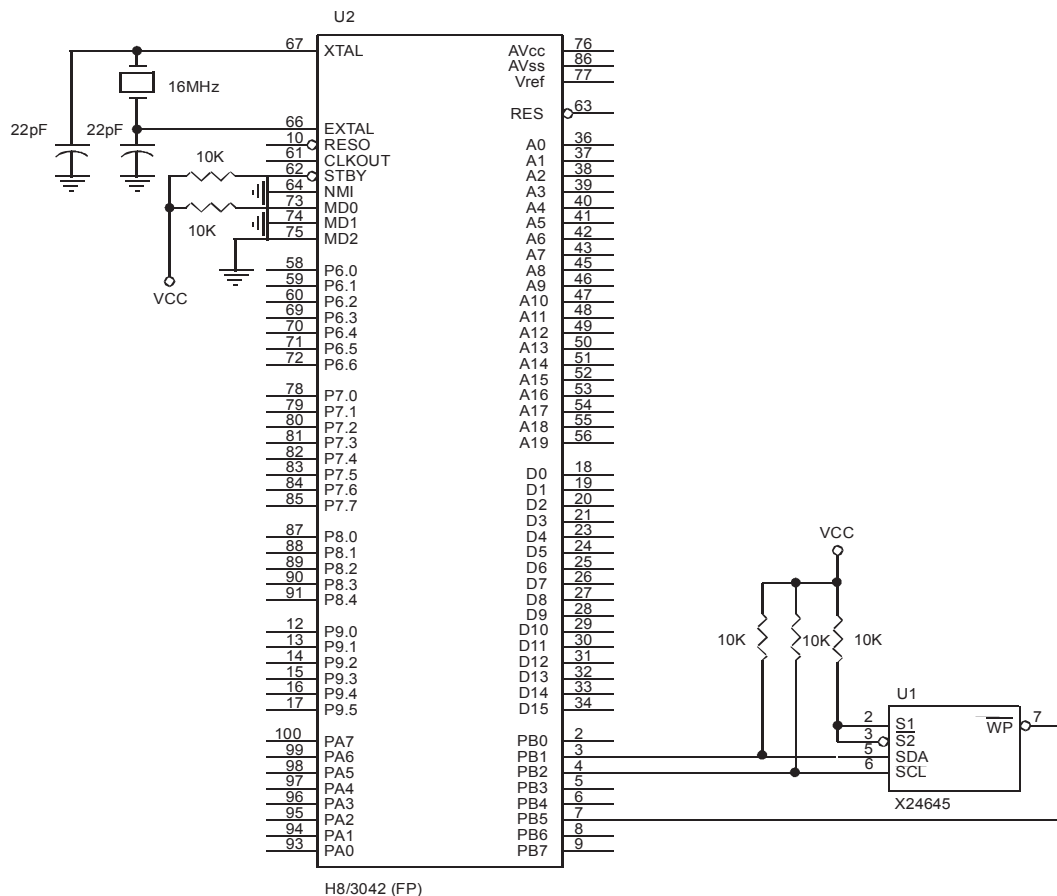 U2
67 XTAL
16MHz
22pF 22pF
66 EXTAL
10 RESO
61 CLKOUT
10K
62 STBY
64 NMI
73 MD0
74 MD1
10K
75 MD2
VCC
58 P6.0
59 P6.1
60 P6.2
69 P6.3
70 P6.4
71 P6.5
72 P6.6
78 P7.0
79 P7.1
80 P7.2
81 P7.3
82 P7.4
83 P7.5
84 P7.6
85 P7.7
87 P8.0
88 P8.1
89 P8.2
90 P8.3
91 P8.4
12 P9.0
13 P9.1
14 P9.2
15 P9.3
16 P9.4
17 P9.5
100 PA7
99 PA6
98 PA5
97 PA4
96 PA3
95 PA2
94 PA1
93 PA0
AVcc 76
AVss 86
Vref 77
RES 63
A0 36
A1 37
A2 38
A3 39
A4 40
A5 41
A6 42
A7 43
A8 45
A9 46
A10 47
A11 48
A12 49
A13 50
A14 51
A15 52
A16 53
A17 54
A18 55
A19 56
D0 18
D1 19
D2 20
D3 21
D4 23
D5 24
D6 25
D7 26
D8 27
D9 28
D10 29
D11 30
D12 31
D13 32
D14 33
D15 34
PB0 2
PB1 3
PB2 4
PB3 5
PB4 6
PB5 7
PB6 8
PB7 9
H8/3042 (FP)
VCC
10K 10K 10K
U1
2 S1
3 S2
5 SDA
6 SCL
WP 7
X24645